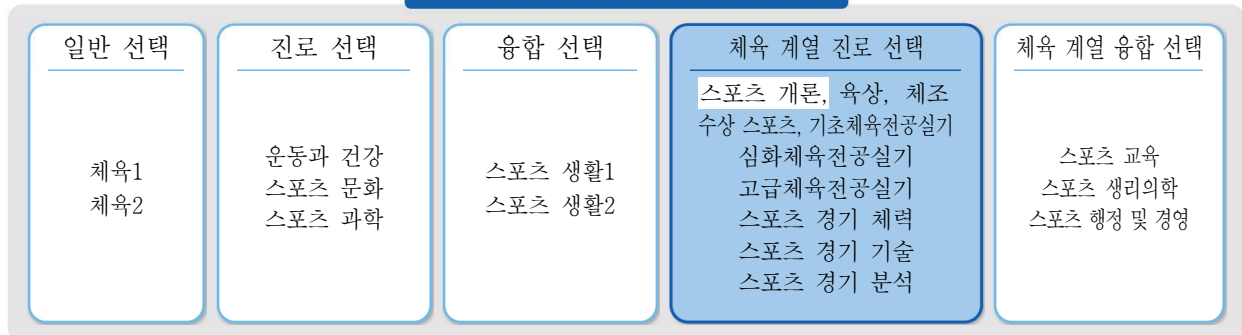 일반 선택
체육1
체육2
진로 선택
운동과 건강
스포츠 문화
스포츠 과학
융합 선택
스포츠 생활1
스포츠 생활2
체육 계열 진로 선택
스포츠 개론, 육상, 체조
수상 스포츠, 기초체육전공실기
심화체육전공실기
고급체육전공실기
스포츠 경기 체력
스포츠 경기 기술
스포츠 경기 분석
체육 계열 융합 선택
스포츠 교육
스포츠 생리의학
스포츠 행정 및 경영